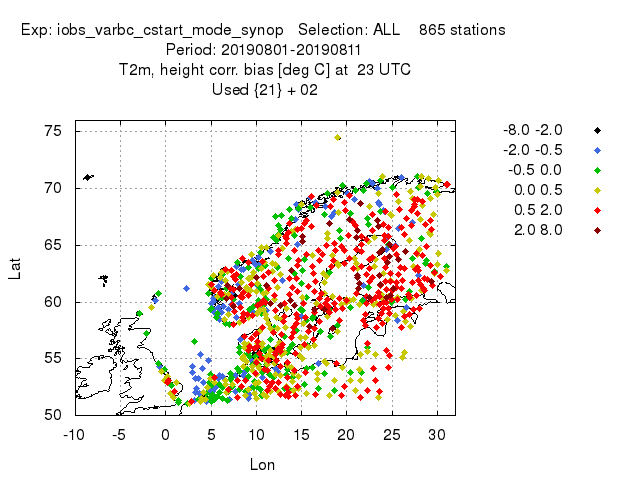 Exp: iobs_varbc_cstart_mode_synop   Selection: ALL    865 stations
Period: 20190801-20190811
T2m, height corr. bias [deg C] at  23 UTC
Used {21} + 02
-8.0 -2.0
-2.0 -0.5
-0.5 0.0
0.0 0.5
0.5 2.0
2.0 8.0
75
70
65
60
55
50
Lat
-10 -5 0 5 10 15 20 25 30
Lon